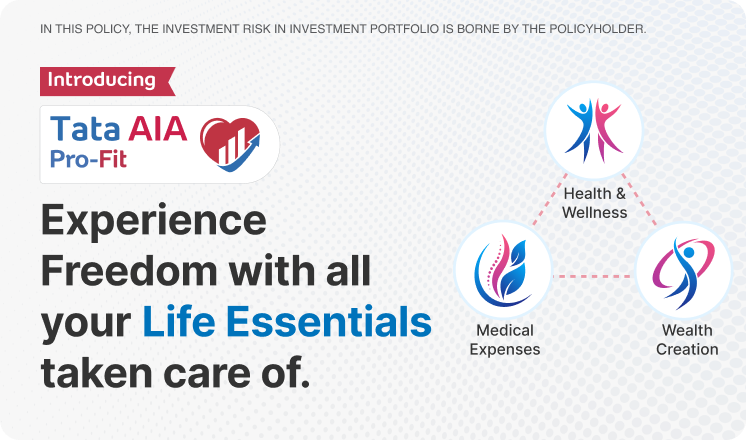 IN THIS POLICY, THE INVESTMENT RISK IN INVESTMENT PORTFOLIO IS BORNE BY THE POLICYHOLDER.
Introducing
Tata AIA
Pro-Fit
Experience
Freedom with all
your Life Essentials
taken care of.
Health &
Wellness
Medical
Expenses
Wealth
Creation